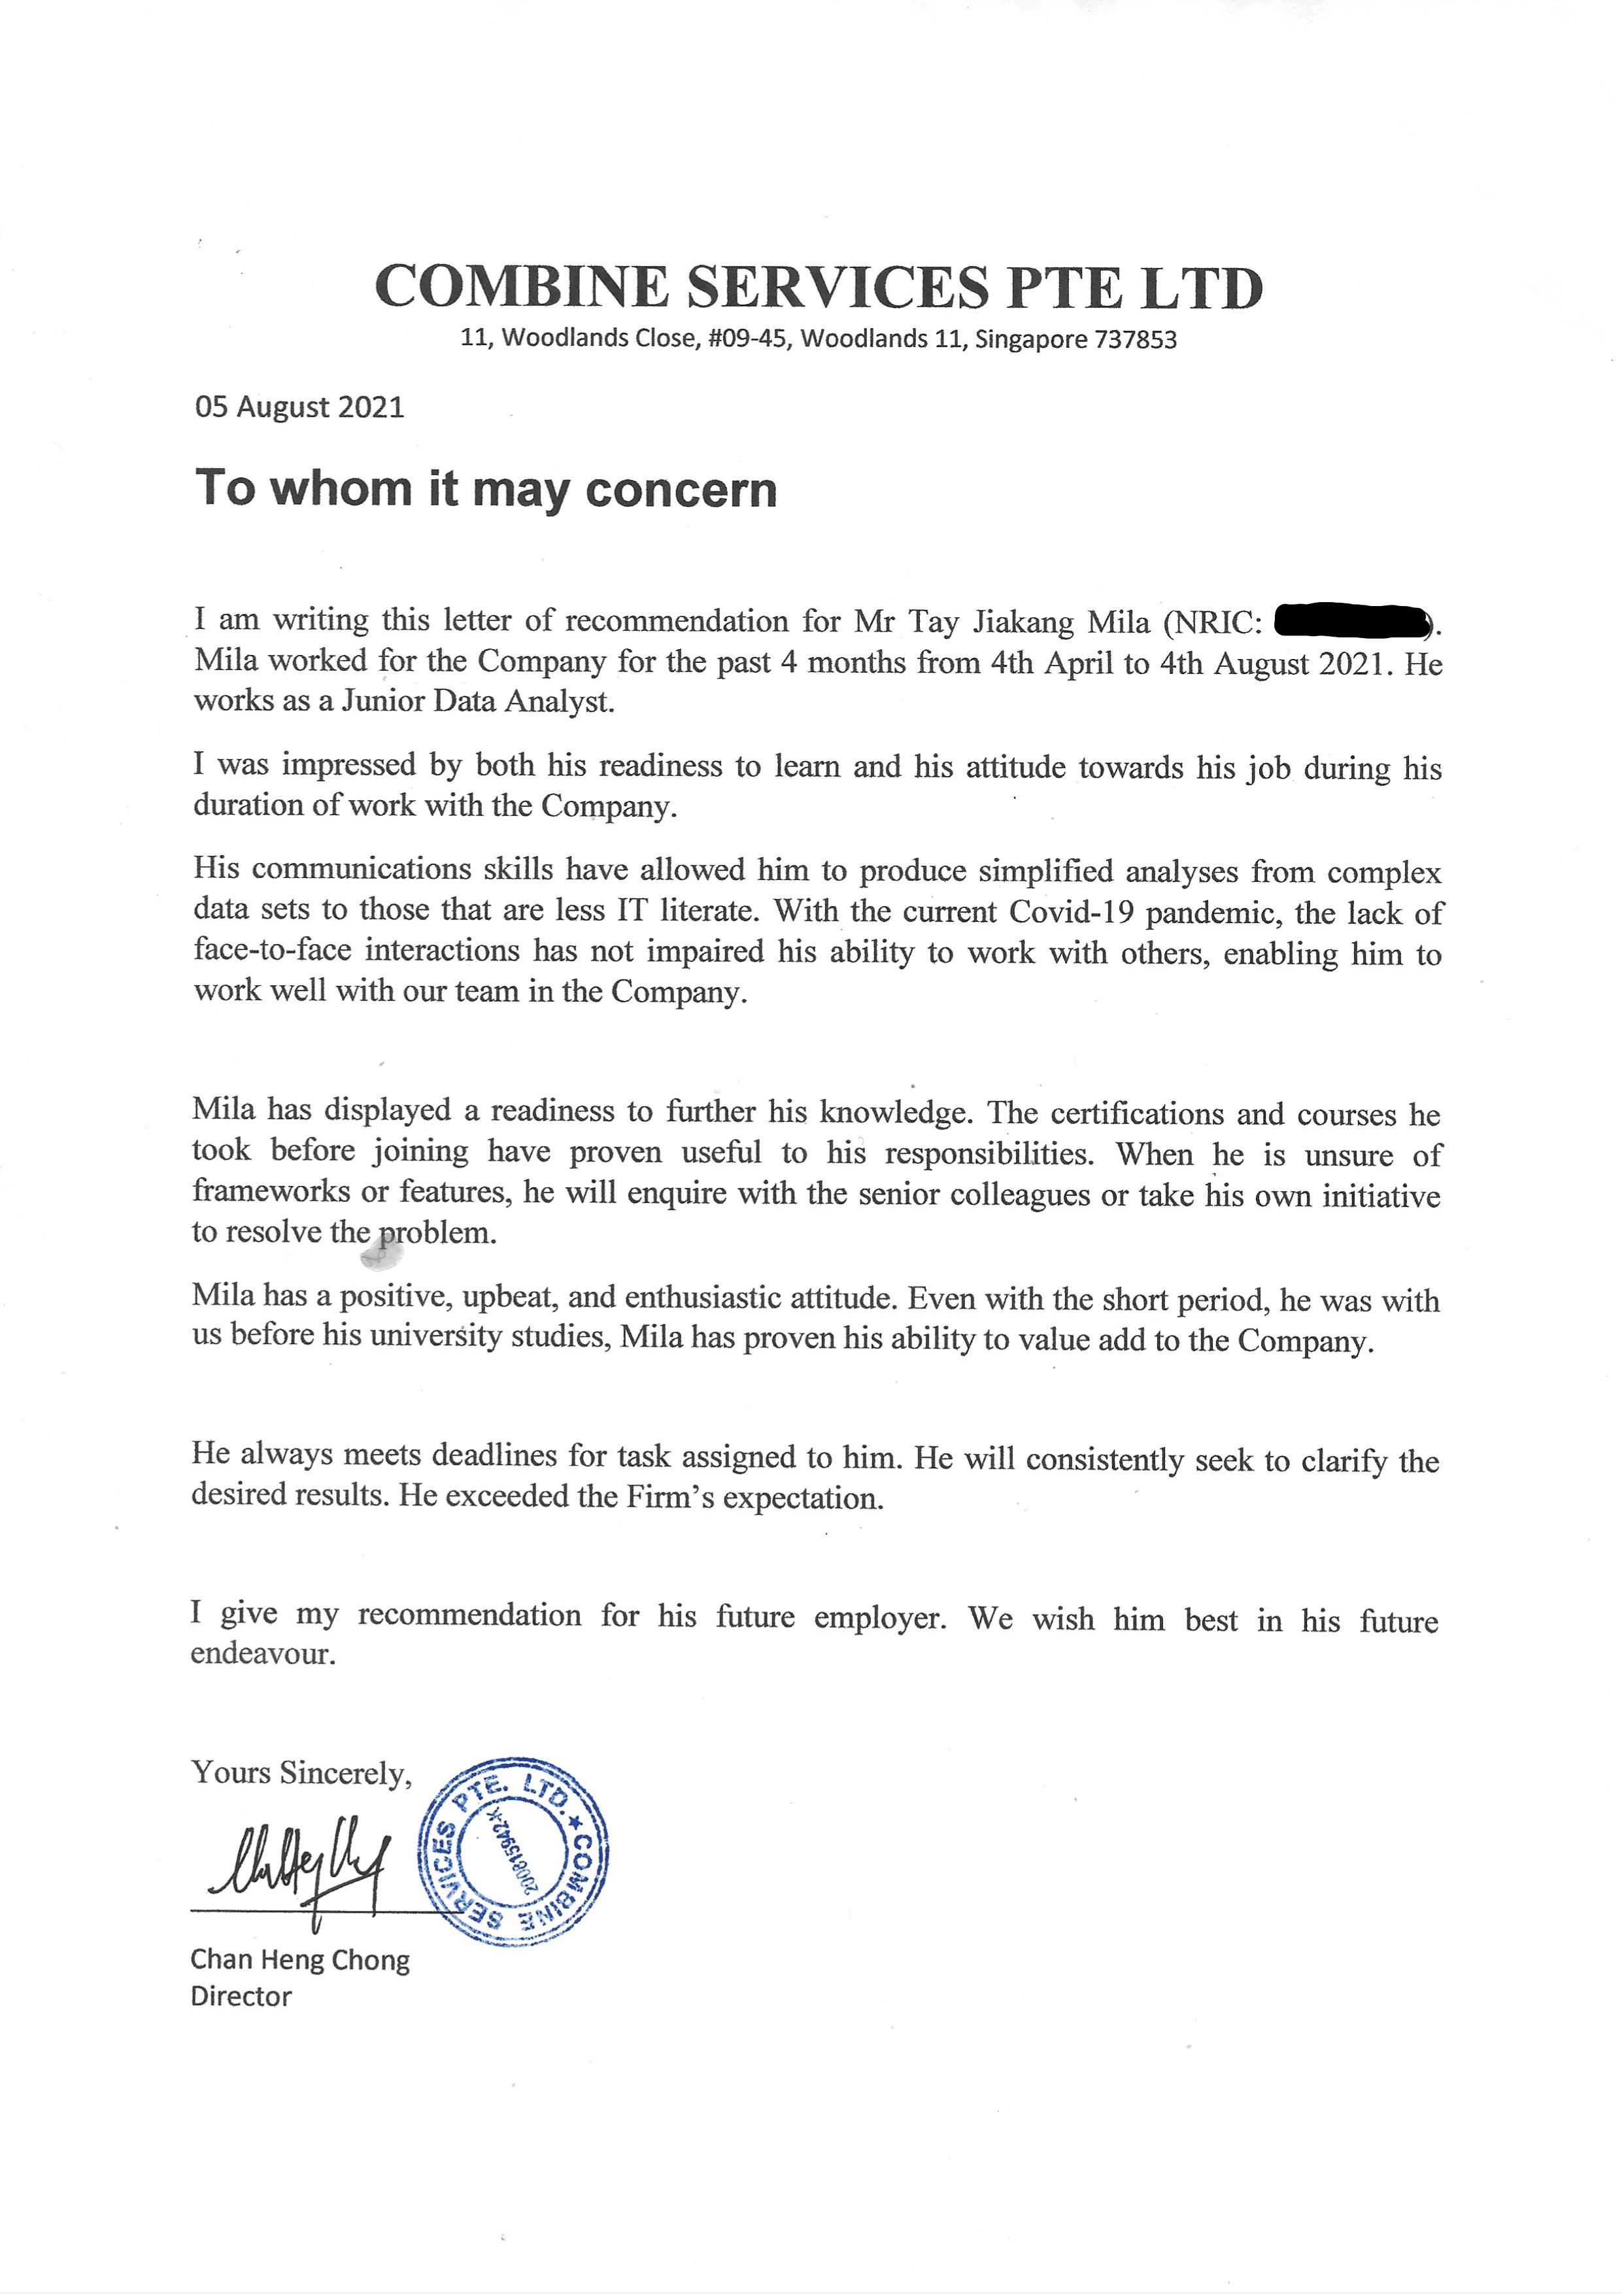 COMBINE SERVICES PTE LTD
11, Woodlands Close, #09-45, Woodlands 11, Singapore 737853
05 August 2021
To whom it may concern
I am writing this letter of recommendation for Mr Tay Jiakang Mila (NRIC: ).
Mila worked for the Company for the past 4 months from 4th April to 4th August 2021. He
works as a Junior Data Analyst.
I was impressed by both his readiness to learn and his attitude towards his job during his
duration of work with the Company.
His communications skills have allowed him to produce simplified analyses from complex
data sets to those that are less IT literate. With the current Covid-19 pandemic, the lack of
face-to-face interactions has not impaired his ability to work with others, enabling him to
work well with our team in the Company.
Mila has displayed a readiness to further his knowledge. The certifications and courses he
took before joining have proven useful to his responsibilities. When he is unsure of
frameworks or features, he will enquire with the senior colleagues or take his own initiative
to resolve the problem.
Mila has a positive, upbeat, and enthusiastic attitude. Even with the short period, he was with
us before his university studies, Mila has proven his ability to value add to the Company.
He always meets deadlines for task assigned to him. He will consistently seek to clarify the
desired results. He exceeded the Firm's expectation.
I give my recommendation for his future employer. We wish him best in his future
endeavour.
Yours Sincerely,
COMBINE SERVICES PTE. LTD. ★
200815942-K
Chan Heng Chong
Director